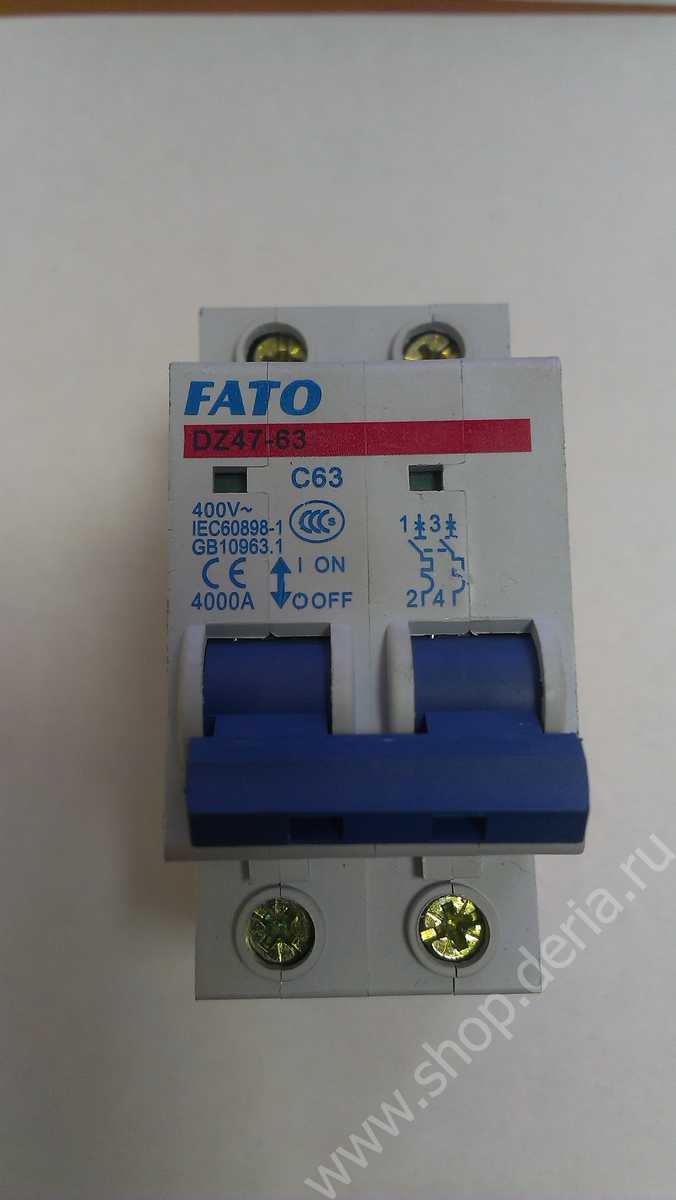 FATO
DZ47-63
C63
400V~
IEC60898-1
GB10963.1
CCC S
CE
4000A
I ON
O OFF
1 3
2 4
www.shop.deria.ru